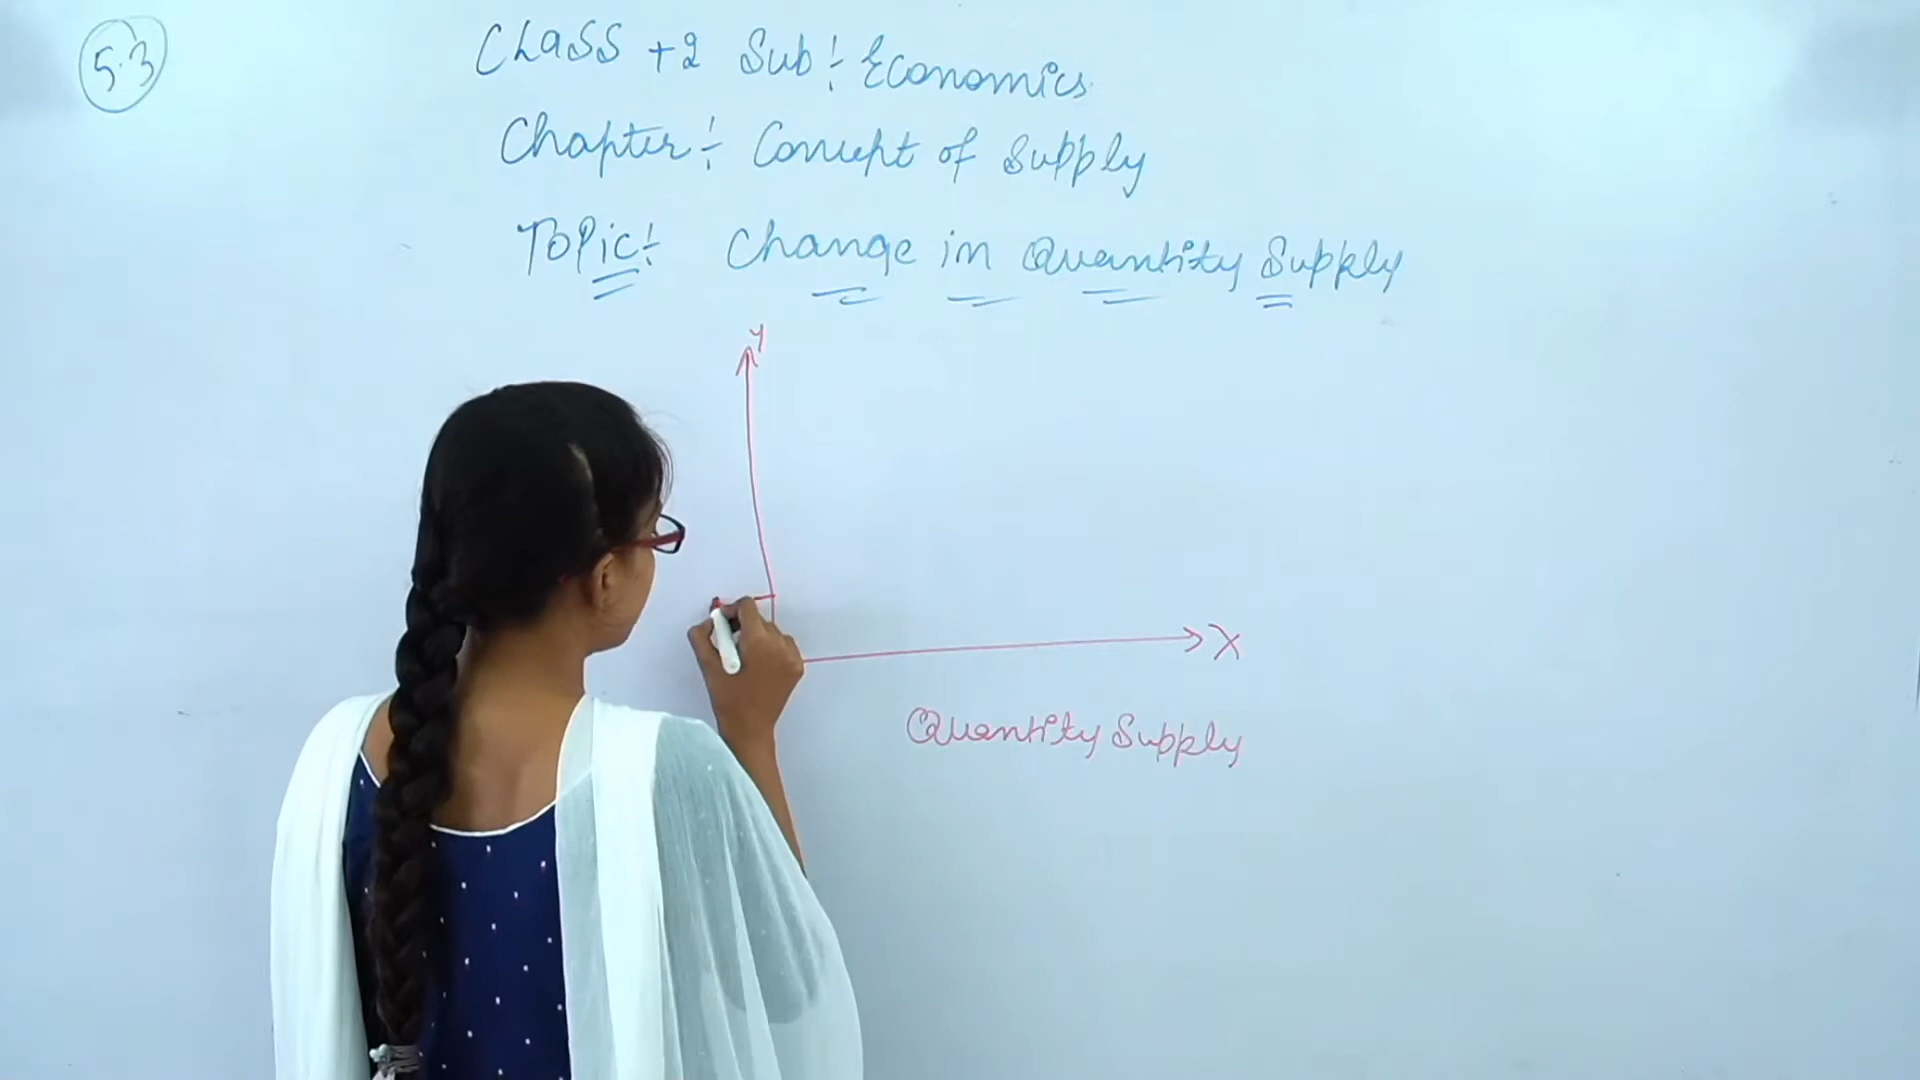 5.3
CLASS +2 Sub:- Economics.
Chapter:- Concept of Supply
Topic:- Change in Quantity Supply
Y
X
Quantity Supply